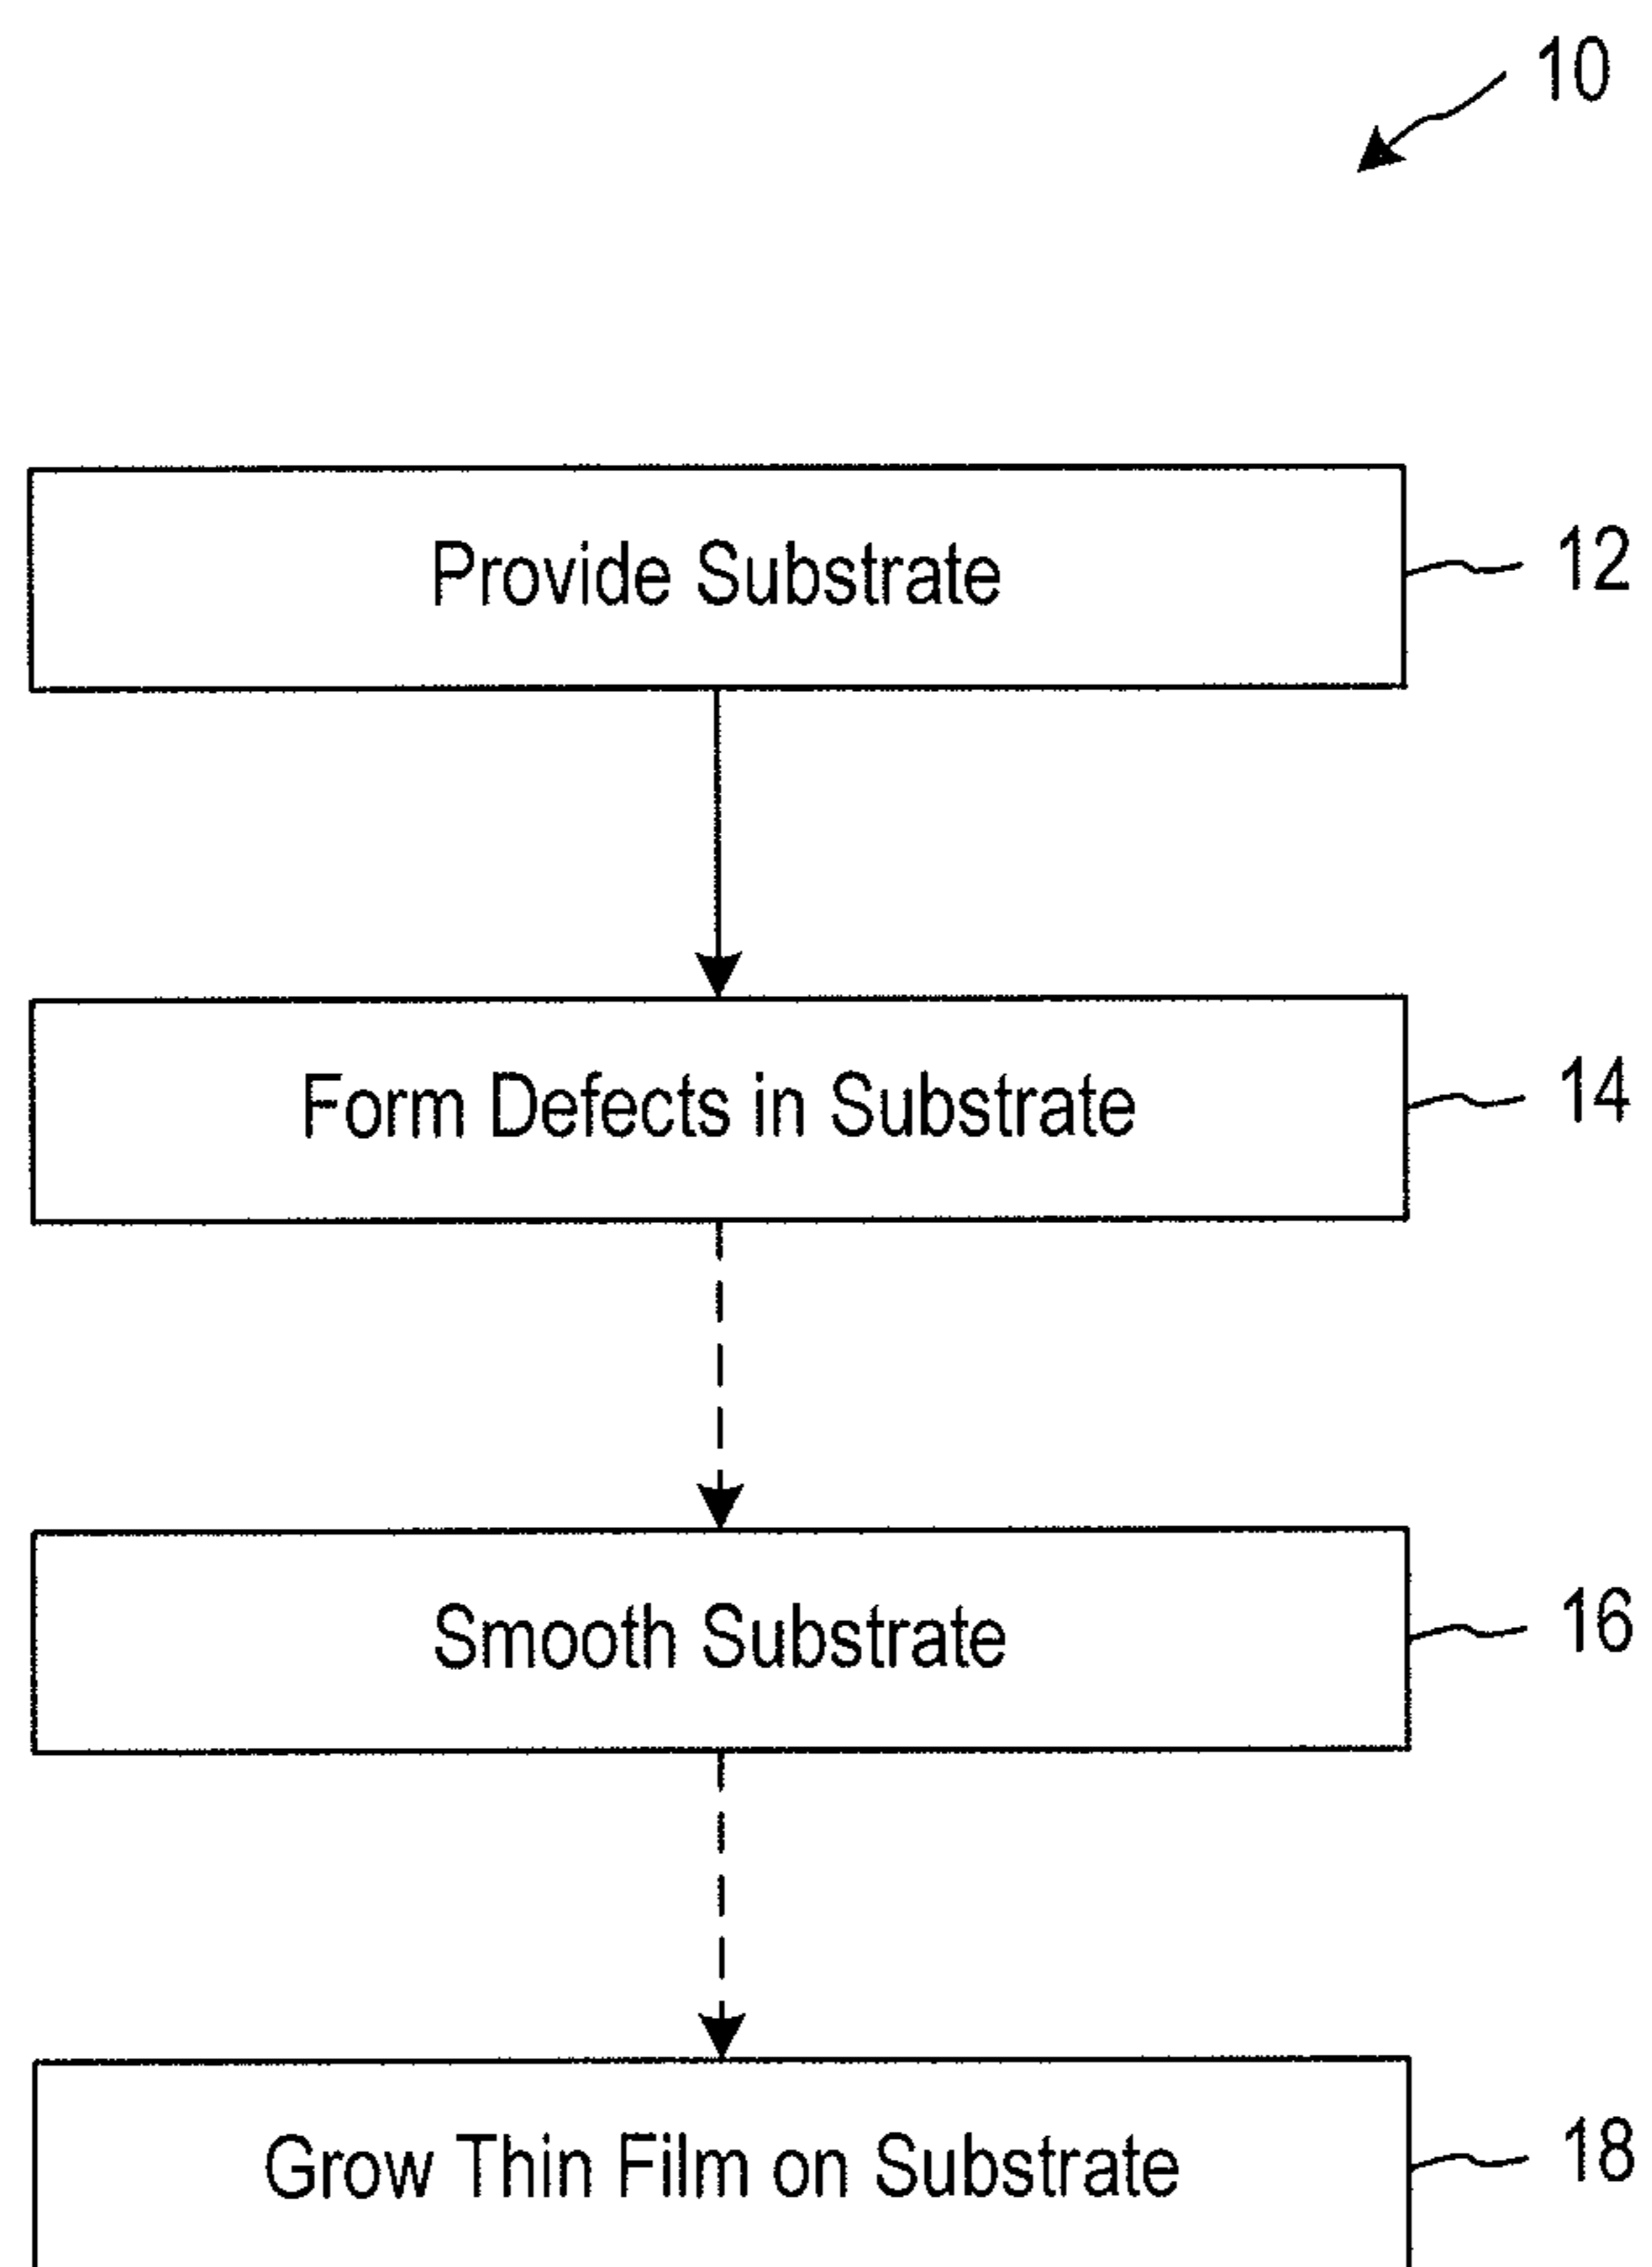 10
Provide Substrate
12
Form Defects in Substrate
14
Smooth Substrate
16
Grow Thin Film on Substrate
18